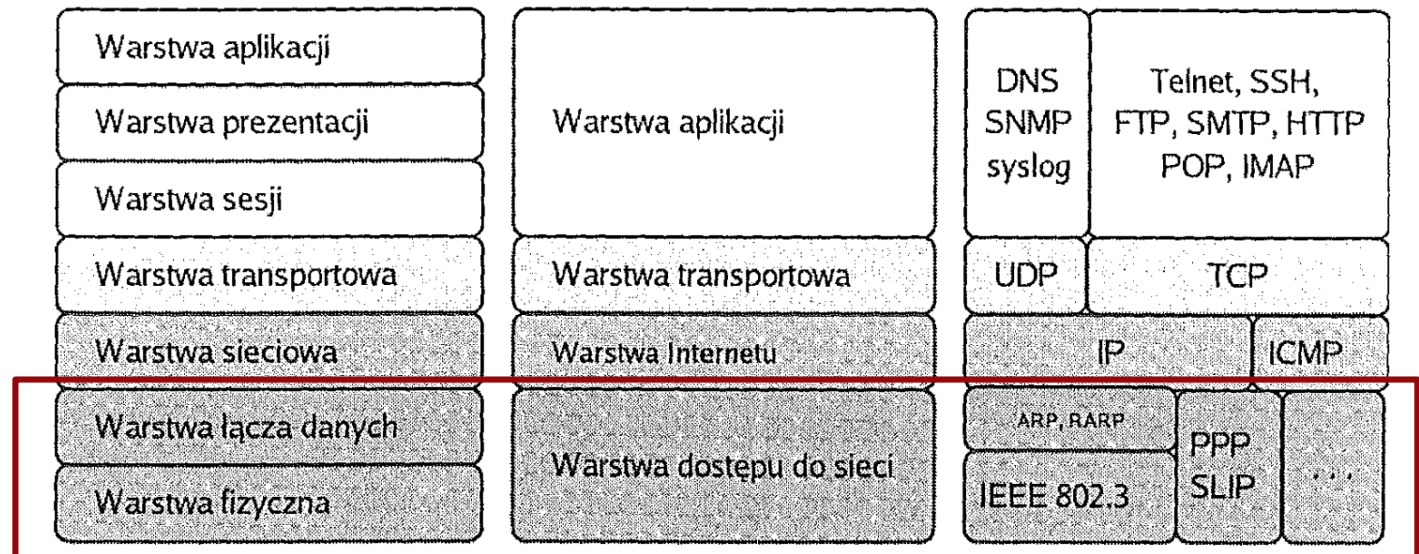 Warstwa aplikacji
Warstwa prezentacji
Warstwa sesji
Warstwa transportowa
Warstwa sieciowa
Warstwa łącza danych
Warstwa fizyczna
Warstwa aplikacji
Warstwa transportowa
Warstwa Internetu
Warstwa dostępu do sieci
DNS
SNMP
syslog
Telnet, SSH,
FTP, SMTP, HTTP
POP, IMAP
UDP
TCP
IP
ICMP
ARP, RARP
IEEE 802.3
PPP
SLIP
...